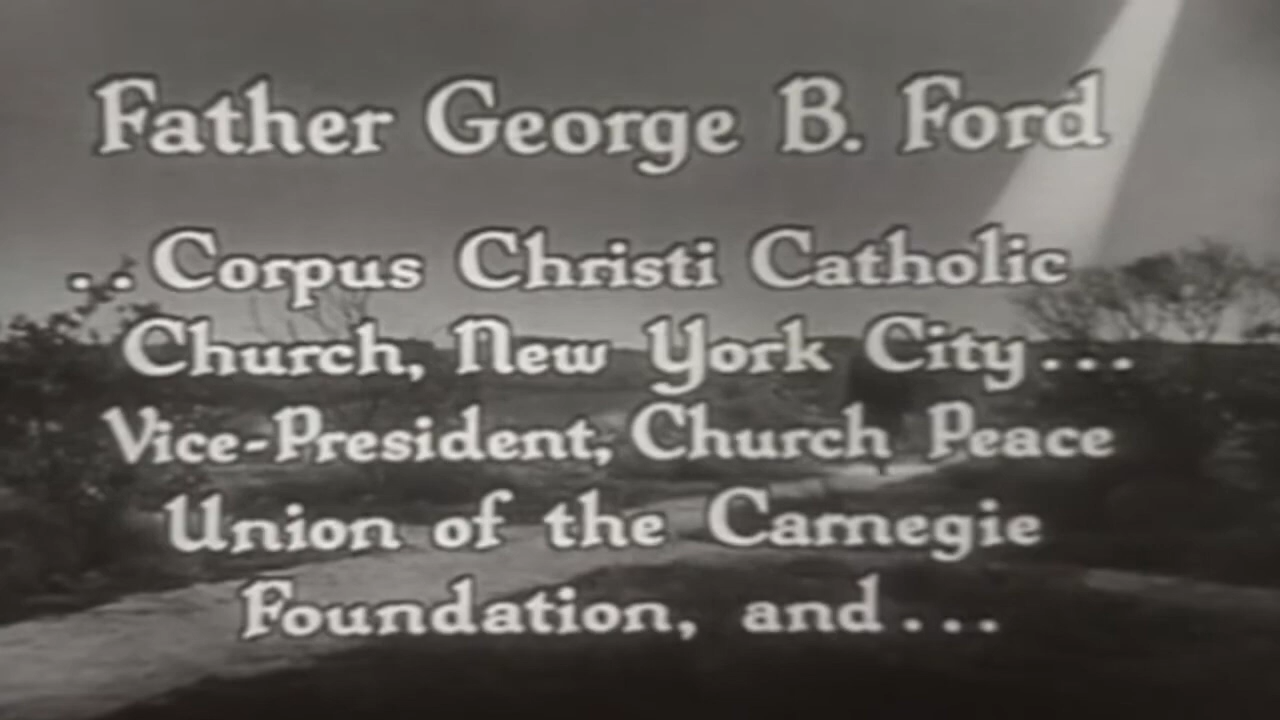 Father George B. Ford
..Corpus Christi Catholic
Church, New York City...
Vice-President, Church Peace
Union of the Carnegie
Foundation, and...